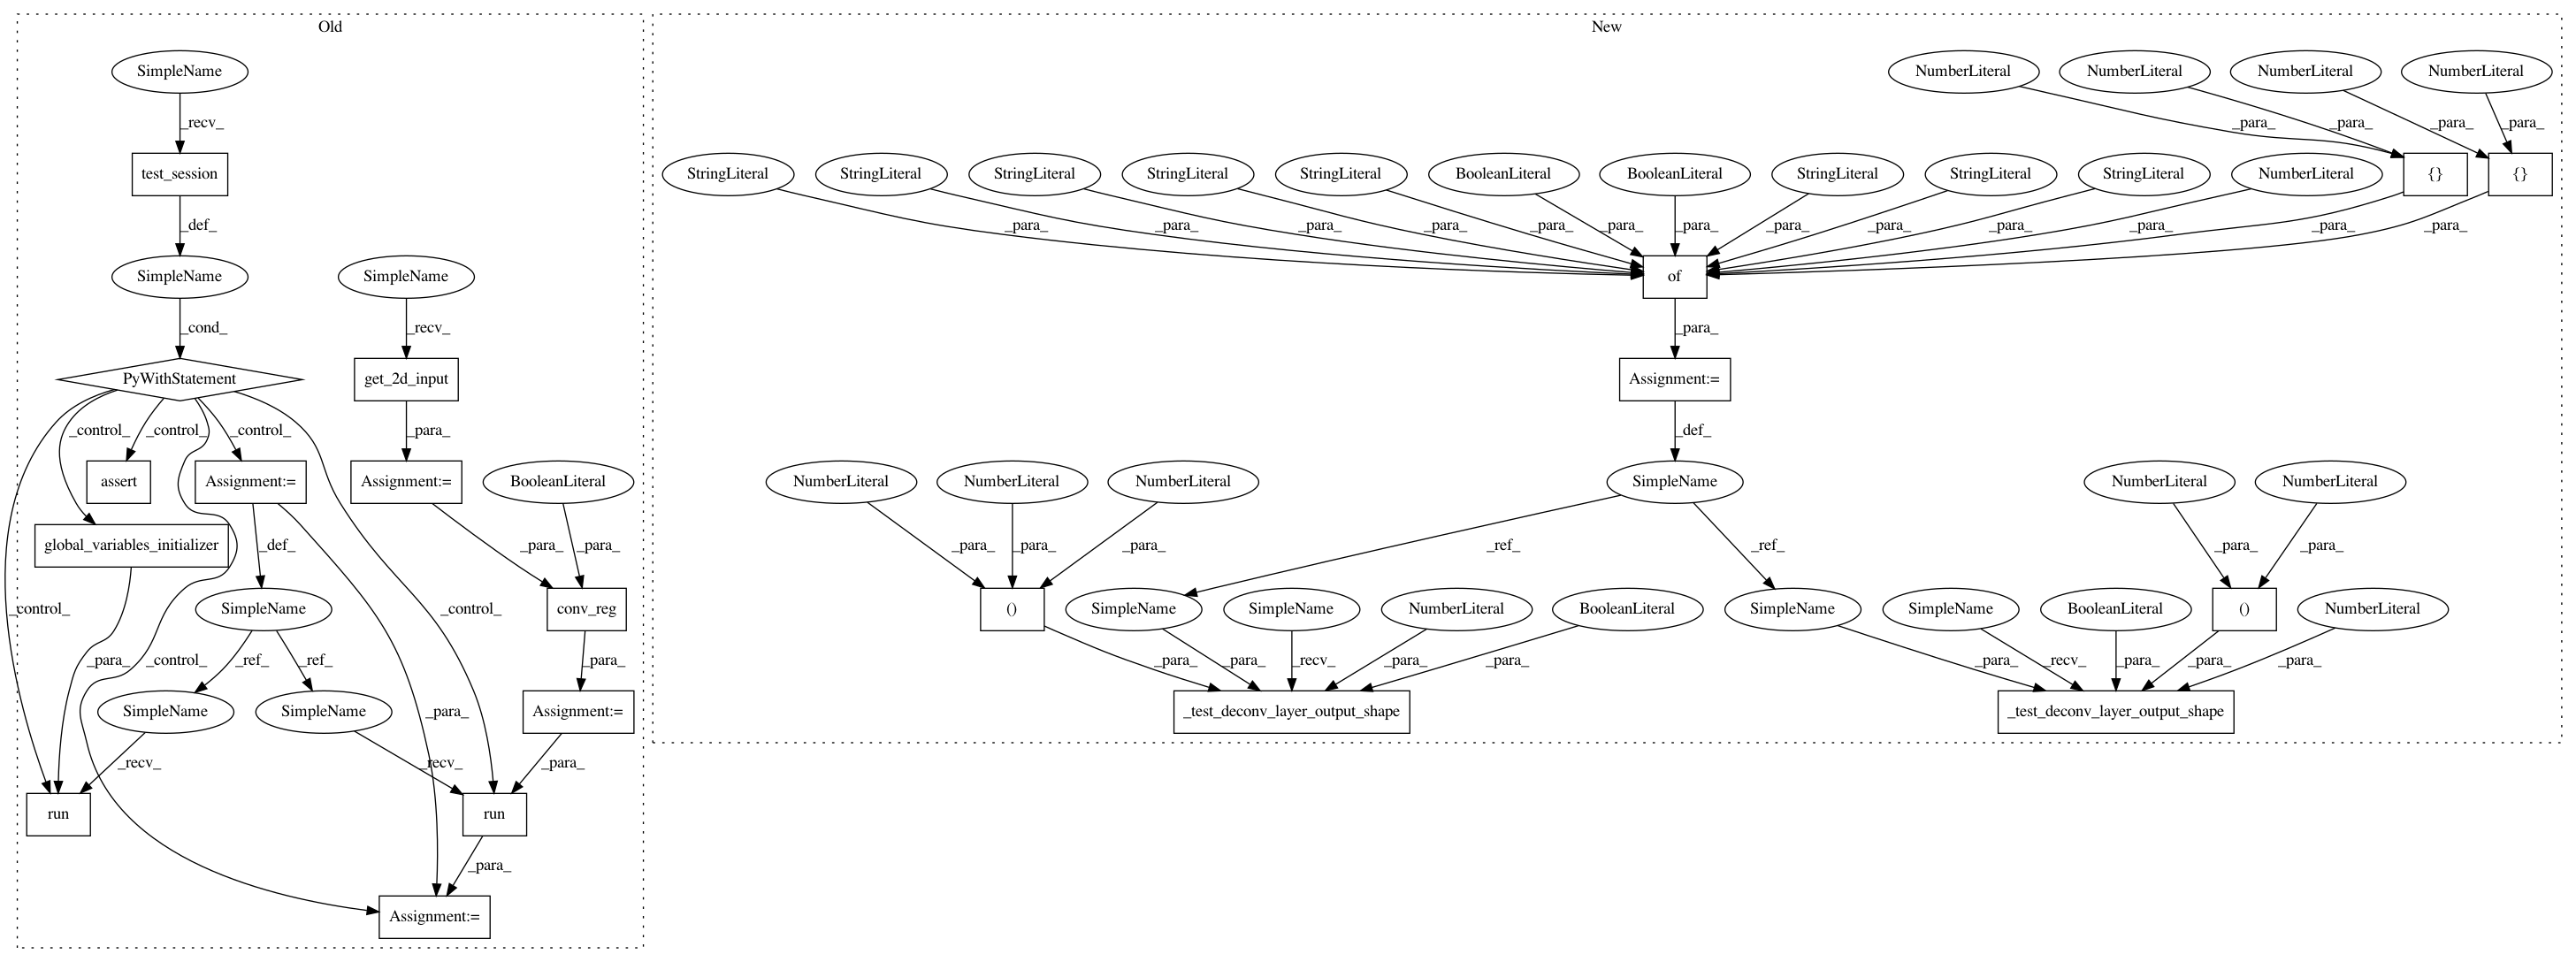 Old
New
SimpleName
_recv_
test_session
_def_
SimpleName
SimpleName
_cond_
_recv_
PyWithStatement
get_2d_input
_control_
_control_
_control_
_para_
assert
Assignment:=
Assignment:=
BooleanLiteral
global_variables_initializer
_def_
_para_
_para_
_control_
_para_
_control_
SimpleName
_control_
conv_reg
_ref_
_ref_
_para_
SimpleName
SimpleName
_para_
Assignment:=
_recv_
_recv_
_para_
run
run
_para_
Assignment:=
NumberLiteral
NumberLiteral
NumberLiteral
NumberLiteral
_para_
_para_
_para_
_para_
StringLiteral
StringLiteral
StringLiteral
StringLiteral
StringLiteral
BooleanLiteral
BooleanLiteral
StringLiteral
StringLiteral
StringLiteral
NumberLiteral
{}
{}
_para_
_para_
_para_
_para_
_para_
_para_
_para_
_para_
_para_
_para_
_para_
_para_
_para_
of
_para_
Assignment:=
_def_
NumberLiteral
NumberLiteral
NumberLiteral
SimpleName
NumberLiteral
NumberLiteral
_para_
_para_
_para_
_ref_
_ref_
_para_
_para_
()
SimpleName
SimpleName
NumberLiteral
BooleanLiteral
SimpleName
SimpleName
BooleanLiteral
()
NumberLiteral
_para_
_para_
_recv_
_para_
_para_
_para_
_recv_
_para_
_para_
_para_
_test_deconv_layer_output_shape
_test_deconv_layer_output_shape